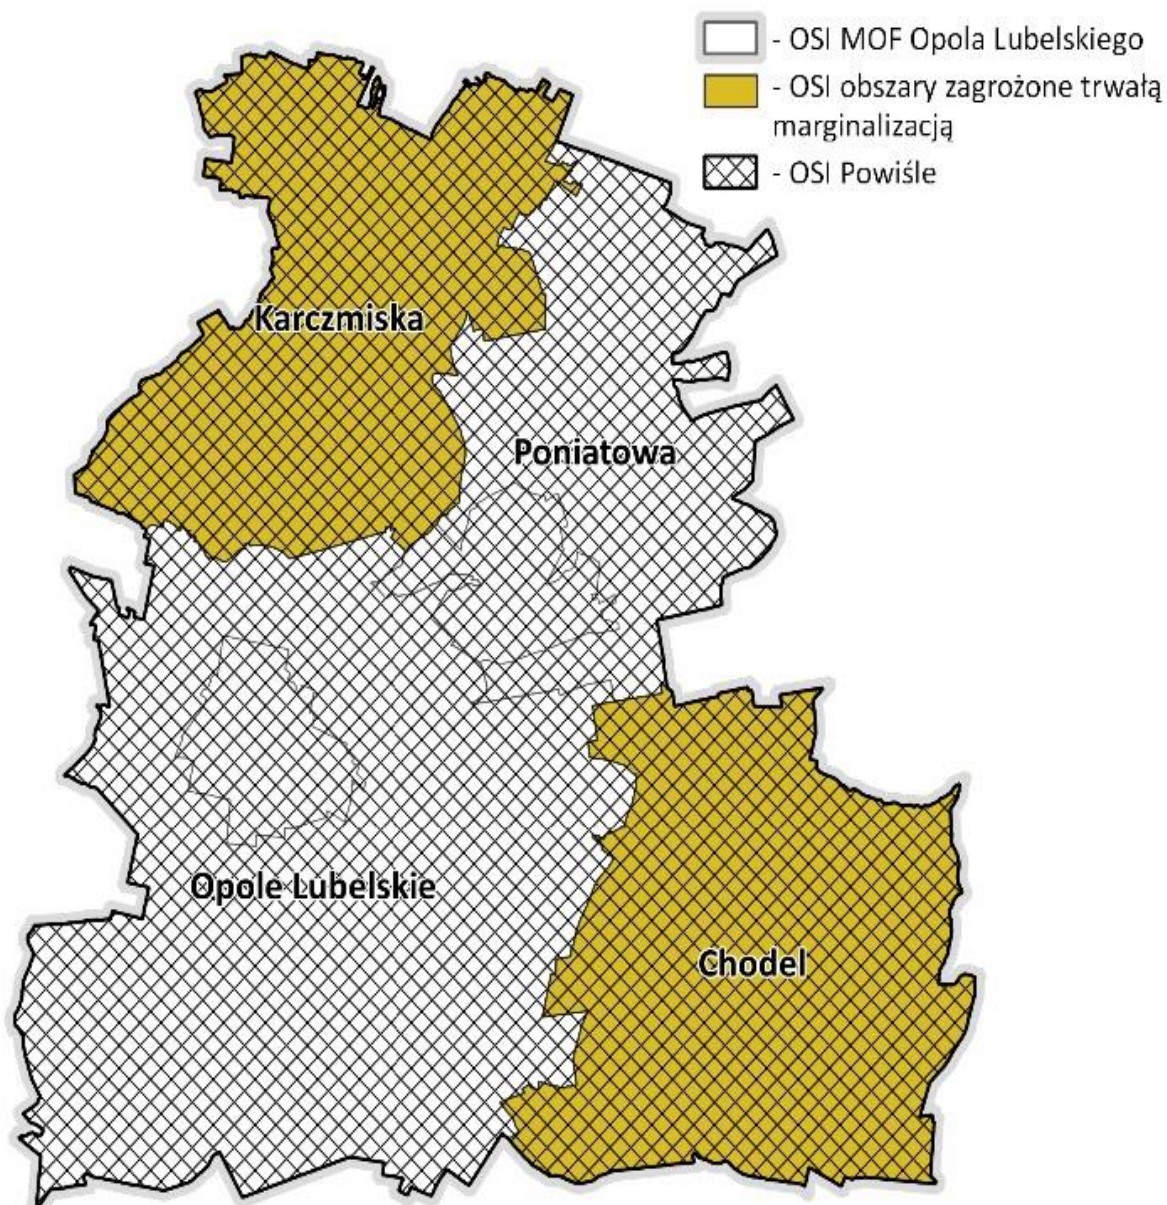 - OSI MOF Opola Lubelskiego
- OSI obszary zagrożone trwałą
marginalizacją
- OSI Powiśle
Karczmiska
Poniatowa
Opole Lubelskie
Chodel